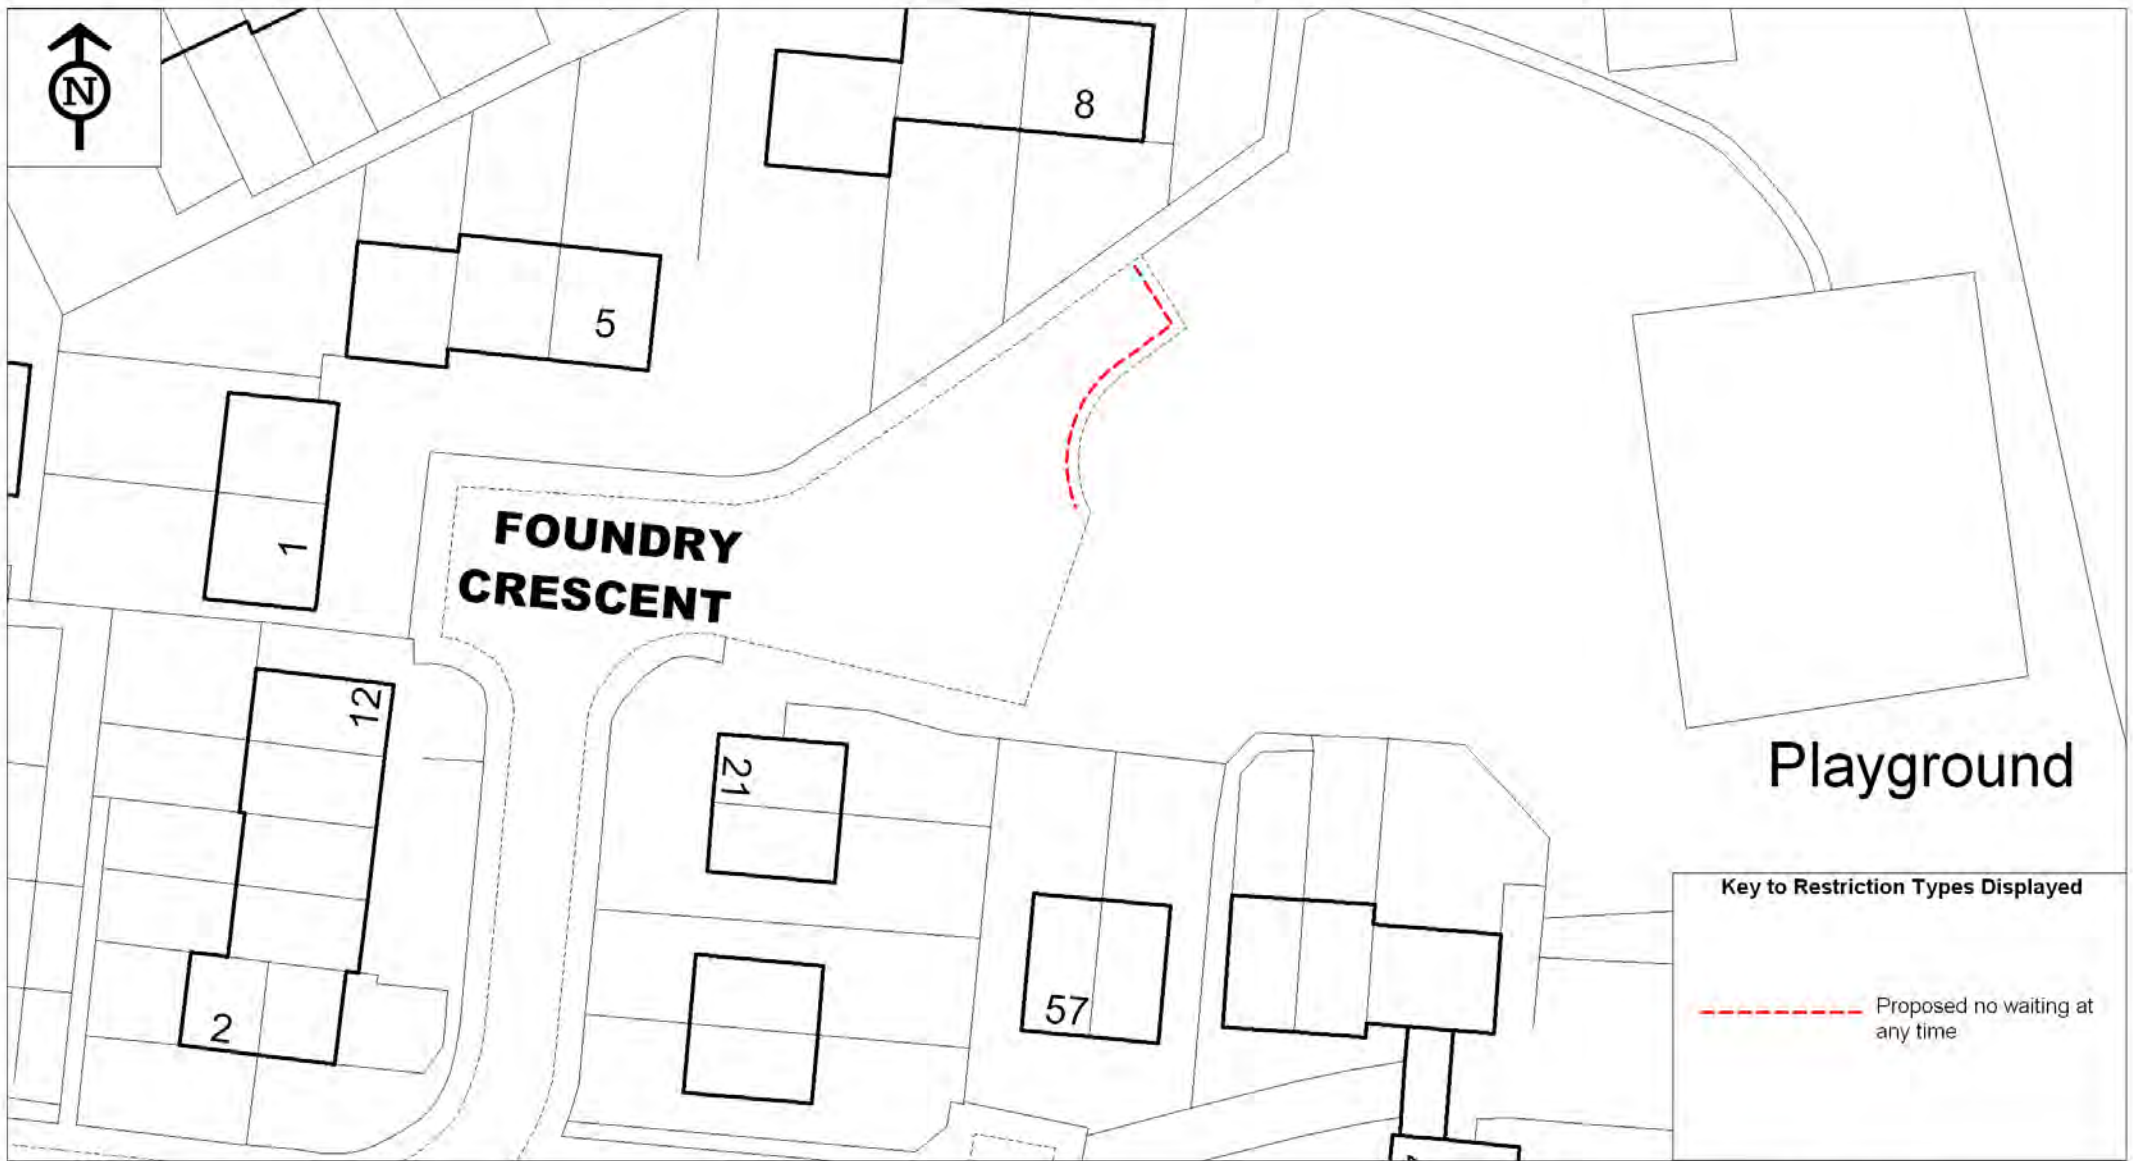 N
8
5
FOUNDRY
CRESCENT
1
12
21
Playground
Key to Restriction Types Displayed
Proposed no waiting at
any time
57
2